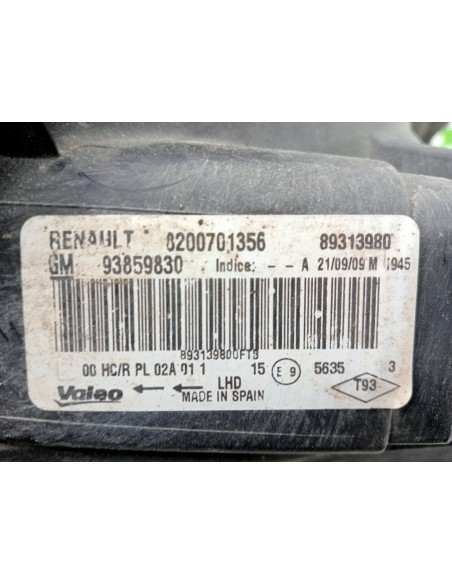 RENAULT 8200701356 89313980
GM 93859830 Indice: - - A 21/09/09 M 1945
893139800FT3
00 HC/R PL 02A 01 1 15 E 9 5635 3
Valeo ← ← LHD T93
MADE IN SPAIN